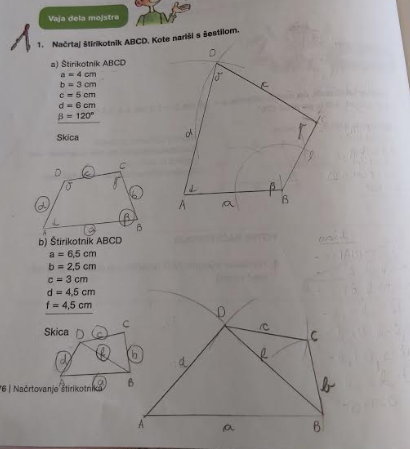 Vaja dela mojstra
1
1. Načrtaj štirikotnik ABCD. Kote nariši s šestilom.
a) Štirikotnik ABCD
a = 4 cm
b = 3 cm
c = 5 cm
d = 6 cm
β = 120°
Skica
D c C
d b
A a β B
D
c
d
A a β B
b) Štirikotnik ABCD
a = 6,5 cm
b = 2,5 cm
c = 3 cm
d = 4,5 cm
f = 4,5 cm
Skica
D c C
d f b
A a B
D c C
d f b
A a B
76 | Načrtovanje štirikotnika